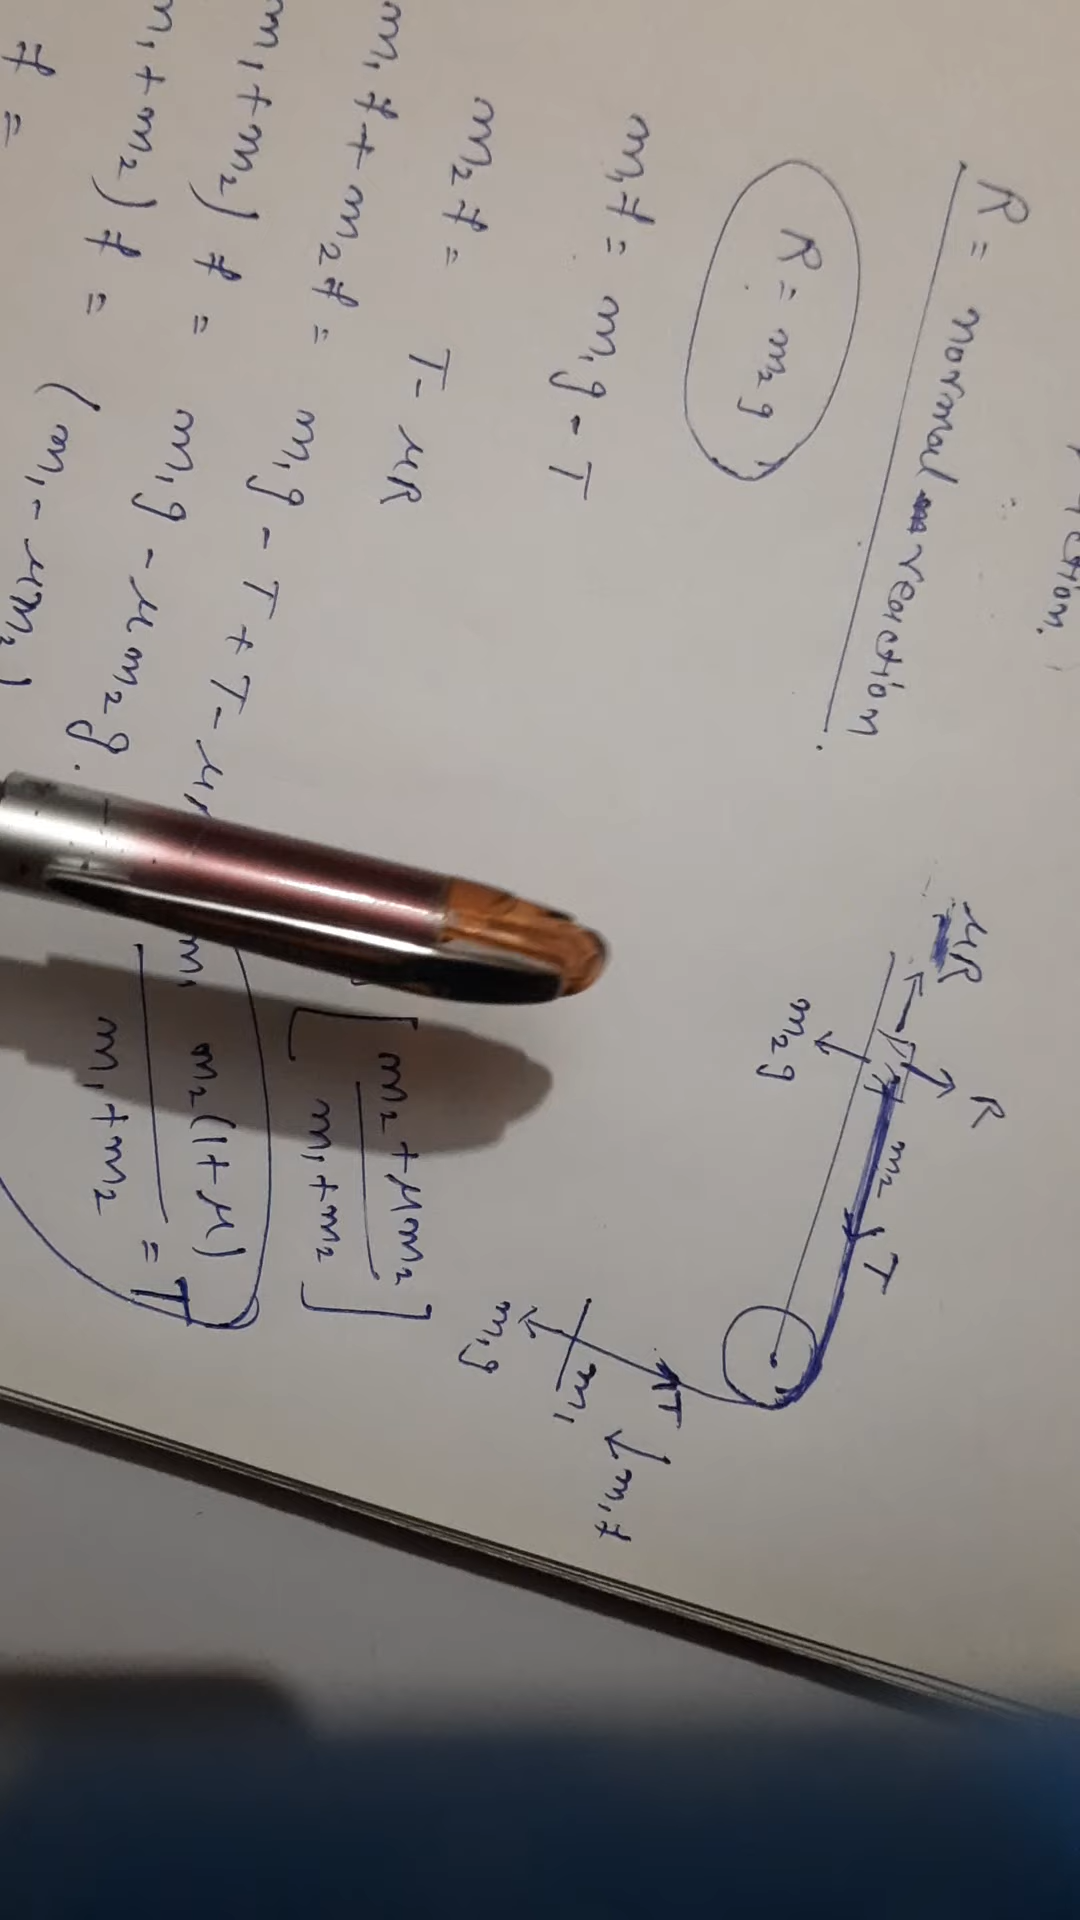 R = normal reaction.
R = m₂g
m₁f = m₁g - T
m₂f = T - μR
m₁f + m₂f = m₁g - T + T - μ
m₁ + m₂) f = m₁g - μm₂g.
m₁ + m₂) f = (m₁ - μm₂)
f =
μR
R
m₂g
m₂
T
T
m₁
m₁g
m₁f
[m₂ + μm₂
m₁ + m₂]
m₁ m₂(1+μ)
m₁ + m₂
= T